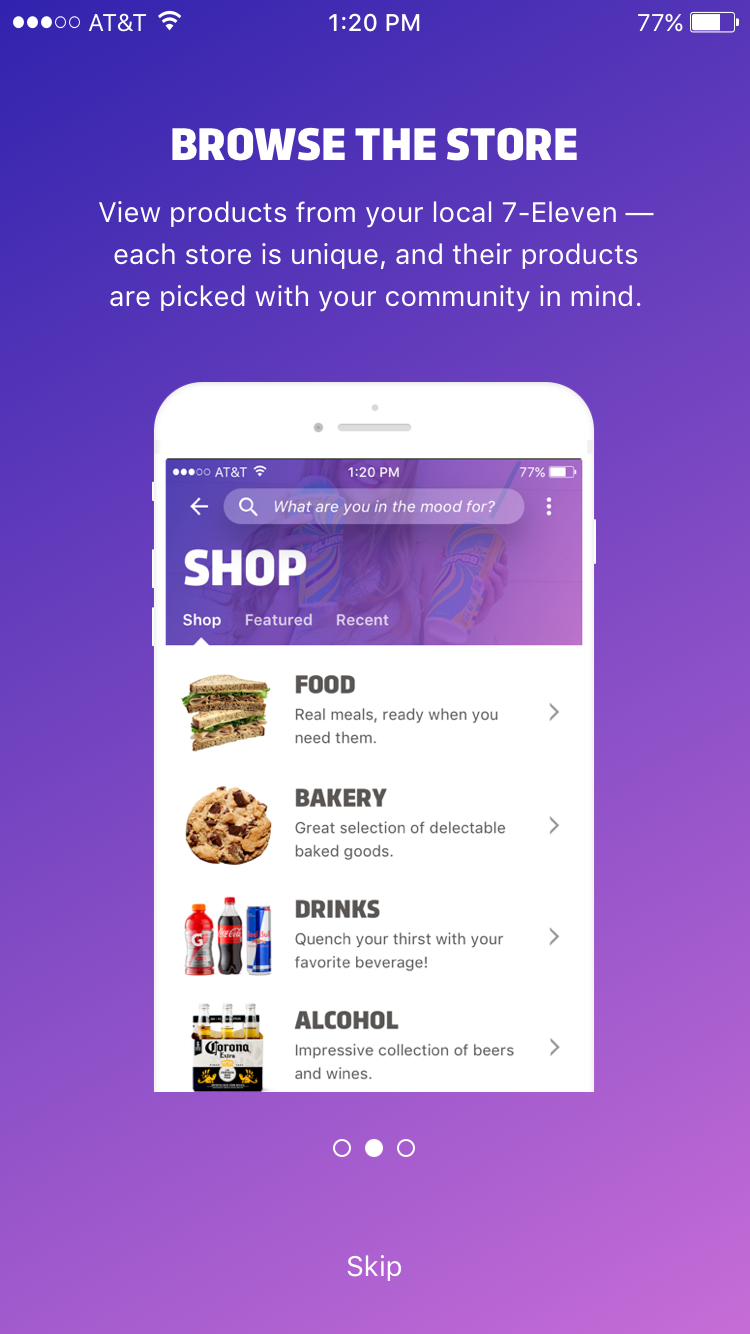 AT&T 1:20 PM 77%
BROWSE THE STORE
View products from your local 7-Eleven —
each store is unique, and their products
are picked with your community in mind.
AT&T 1:20 PM 77%
What are you in the mood for?
SHOP
Shop Featured Recent
FOOD
Real meals, ready when you
need them.
BAKERY
Great selection of delectable
baked goods.
DRINKS
G Coca-Cola Red Bull
Quench your thirst with your
favorite beverage!
ALCOHOL
Corona
Extra
Impressive collection of beers
and wines.
Skip